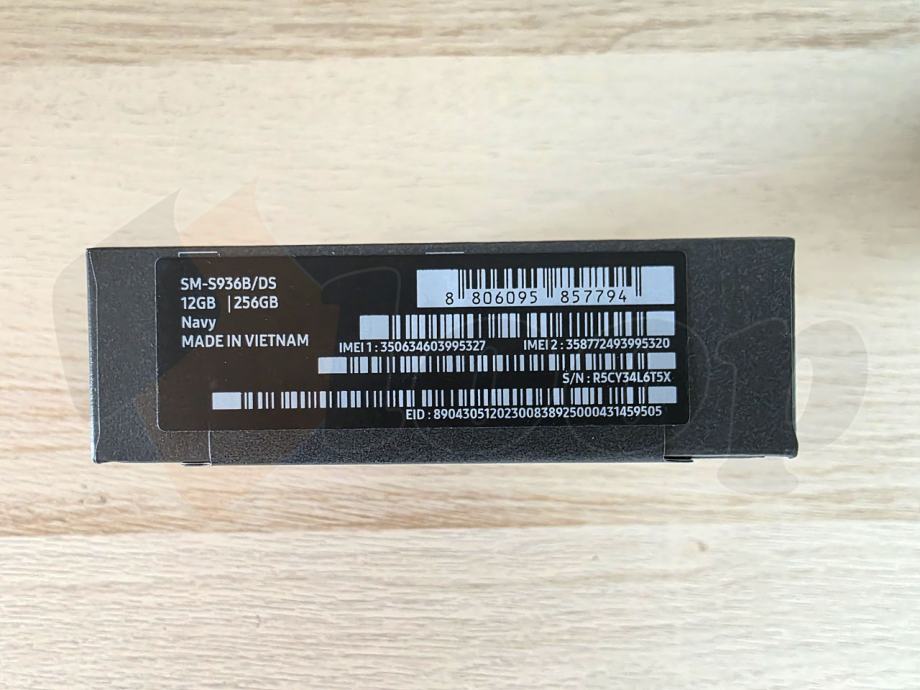 SM-S936B/DS
12GB | 256GB
Navy
MADE IN VIETNAM
8 806095 857794
IMEI 1 : 350634603995327 IMEI 2 : 358772493995320
S/N : R5CY34L6T5X
EID : 89043051202300838925000431459505
loop